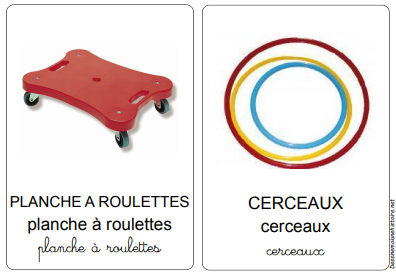 PLANCHE A ROULETTES
planche à roulettes
planche à roulettes
CERCEAUX
cerceaux
cerceaux